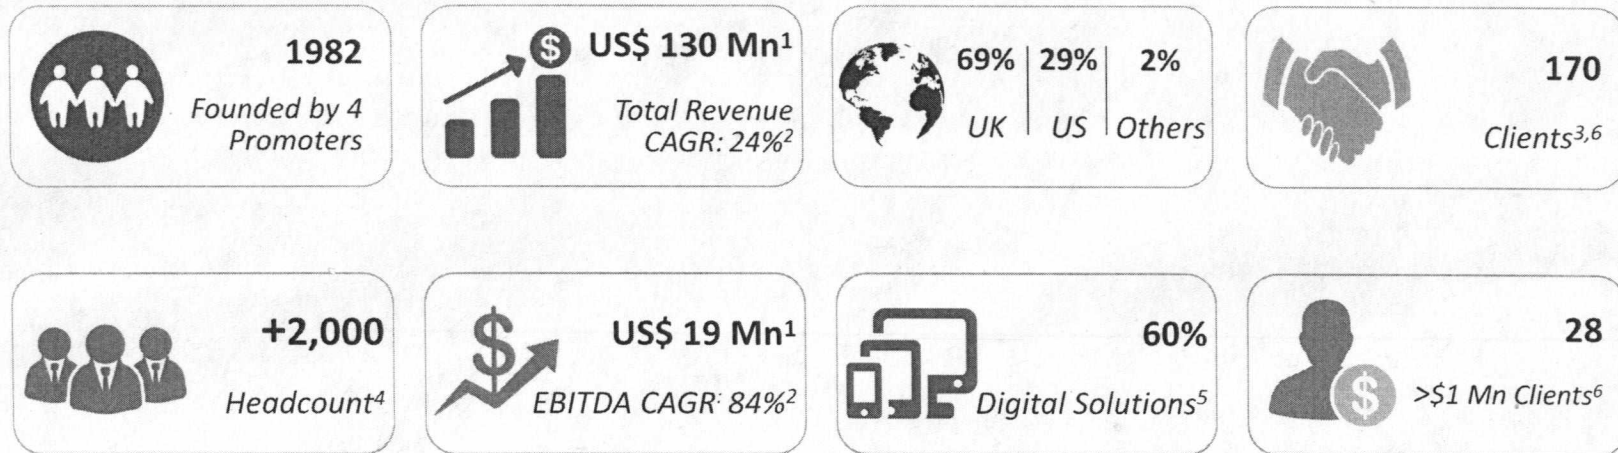 1982
Founded by 4
Promoters
$
US$ 130 Mn¹
Total Revenue
CAGR: 24%²
69% 29% 2%
UK US Others
170
Clients³,⁶
+2,000
Headcount⁴
$
US$ 19 Mn¹
EBITDA CAGR: 84%²
60%
Digital Solutions⁵
28
$
>$1 Mn Clients⁶